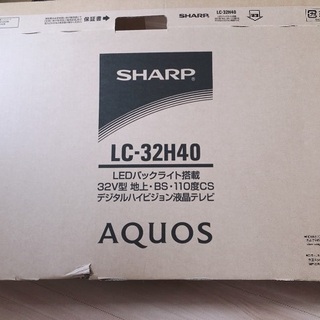 保証書
LC-32H40
SHARP
LC-32H40
LEDバックライト搭載
32V型 地上・BS・110度CS
デジタルハイビジョン液晶テレビ
AQUOS